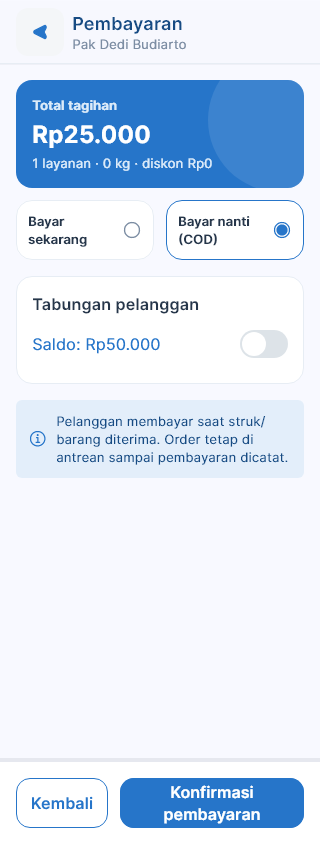 Pembayaran
Pak Dedi Budiarto
Total tagihan
Rp25.000
1 layanan · 0 kg · diskon Rp0
Bayar
sekarang
Bayar nanti
(COD)
Tabungan pelanggan
Saldo: Rp50.000
Pelanggan membayar saat struk/
barang diterima. Order tetap di
antrean sampai pembayaran dicatat.
Kembali
Konfirmasi
pembayaran